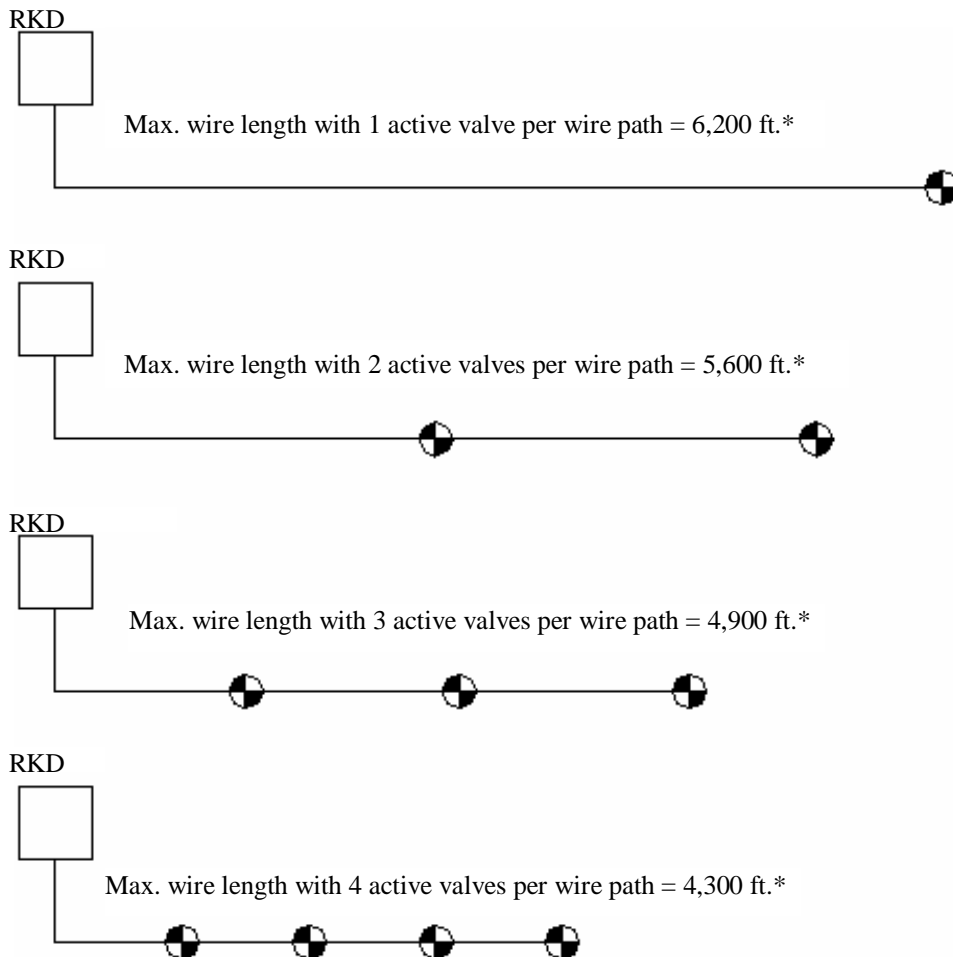 RKD
Max. wire length with 1 active valve per wire path = 6,200 ft.*
RKD
Max. wire length with 2 active valves per wire path = 5,600 ft.*
RKD
Max. wire length with 3 active valves per wire path = 4,900 ft.*
RKD
Max. wire length with 4 active valves per wire path = 4,300 ft.*